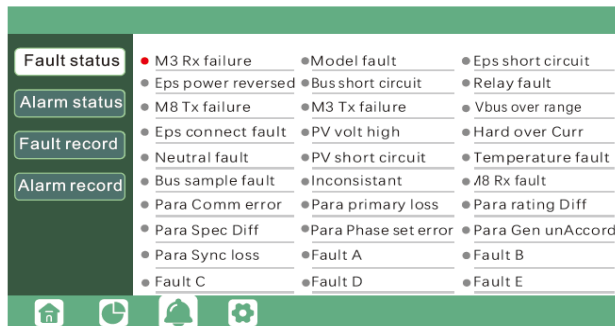 Fault status
Alarm status
Fault record
Alarm record
M3 Rx failure Model fault Eps short circuit
Eps power reversed Bus short circuit Relay fault
M8 Tx failure M3 Tx failure Vbus over range
Eps connect fault PV volt high Hard over Curr
Neutral fault PV short circuit Temperature fault
Bus sample fault Inconsistant 8 Rx fault
Para Comm error Para primary loss Para rating Diff
Para Spec Diff Para Phase set error Para Gen unAccord
Para Sync loss Fault A Fault B
Fault C Fault D Fault E